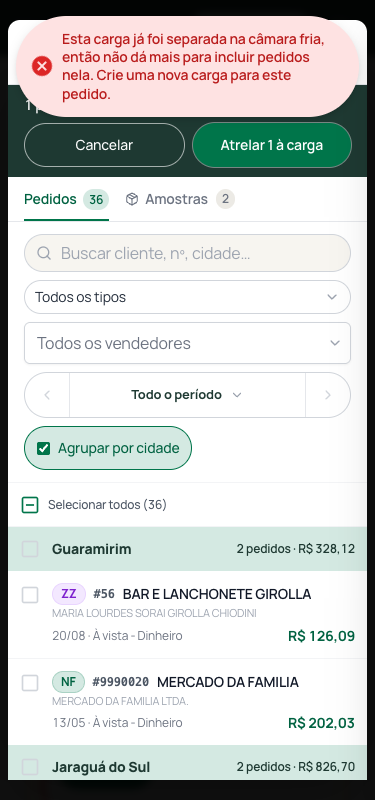 Esta carga já foi separada na câmara fria,
então não dá mais para incluir pedidos
nela. Crie uma nova carga para este
pedido.
Cancelar
Atrelar 1 à carga
Pedidos 36
Amostras 2
Buscar cliente, nº, cidade...
Todos os tipos
Todos os vendedores
Todo o período
Agrupar por cidade
Selecionar todos (36)
Guaramirim 2 pedidos · R$ 328,12
ZZ #56 BAR E LANCHONETE GIROLLA
MARIA LOURDES SORAI GIROLLA CHIODINI
20/08 · À vista - Dinheiro R$ 126,09
NF #9990020 MERCADO DA FAMILIA
MERCADO DA FAMILIA LTDA.
13/05 · À vista - Dinheiro R$ 202,03
Jaraguá do Sul 2 pedidos · R$ 826,70